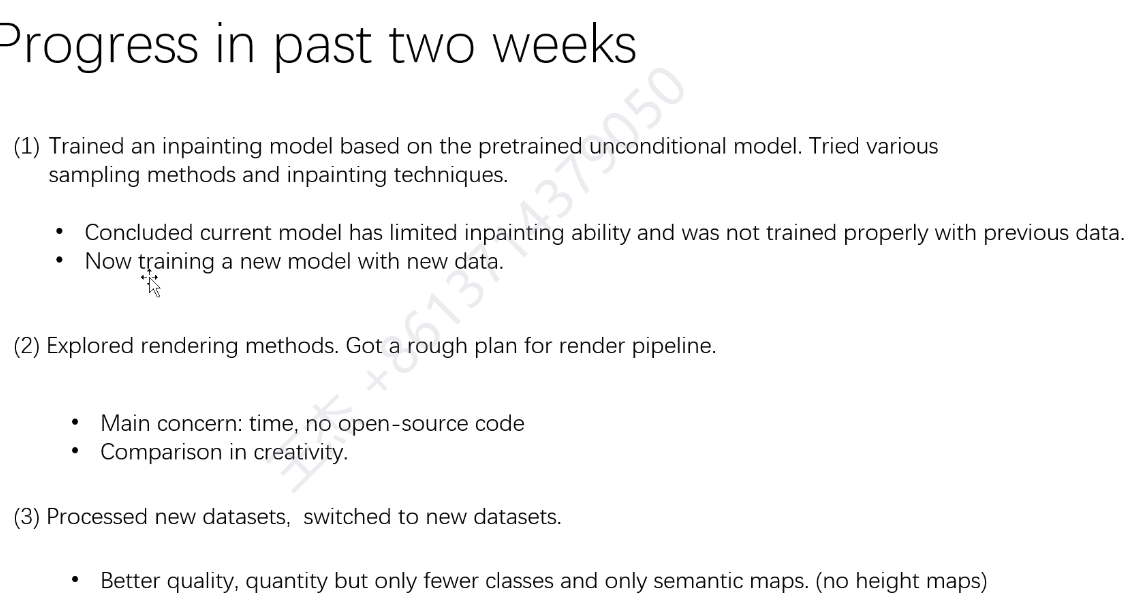 Progress in past two weeks
(1) Trained an inpainting model based on the pretrained unconditional model. Tried various
sampling methods and inpainting techniques.
• Concluded current model has limited inpainting ability and was not trained properly with previous data.
• Now training a new model with new data.
(2) Explored rendering methods. Got a rough plan for render pipeline.
• Main concern: time, no open-source code
• Comparison in creativity.
(3) Processed new datasets,  switched to new datasets.
• Better quality, quantity but only fewer classes and only semantic maps. (no height maps)
王杰 +86137714379050